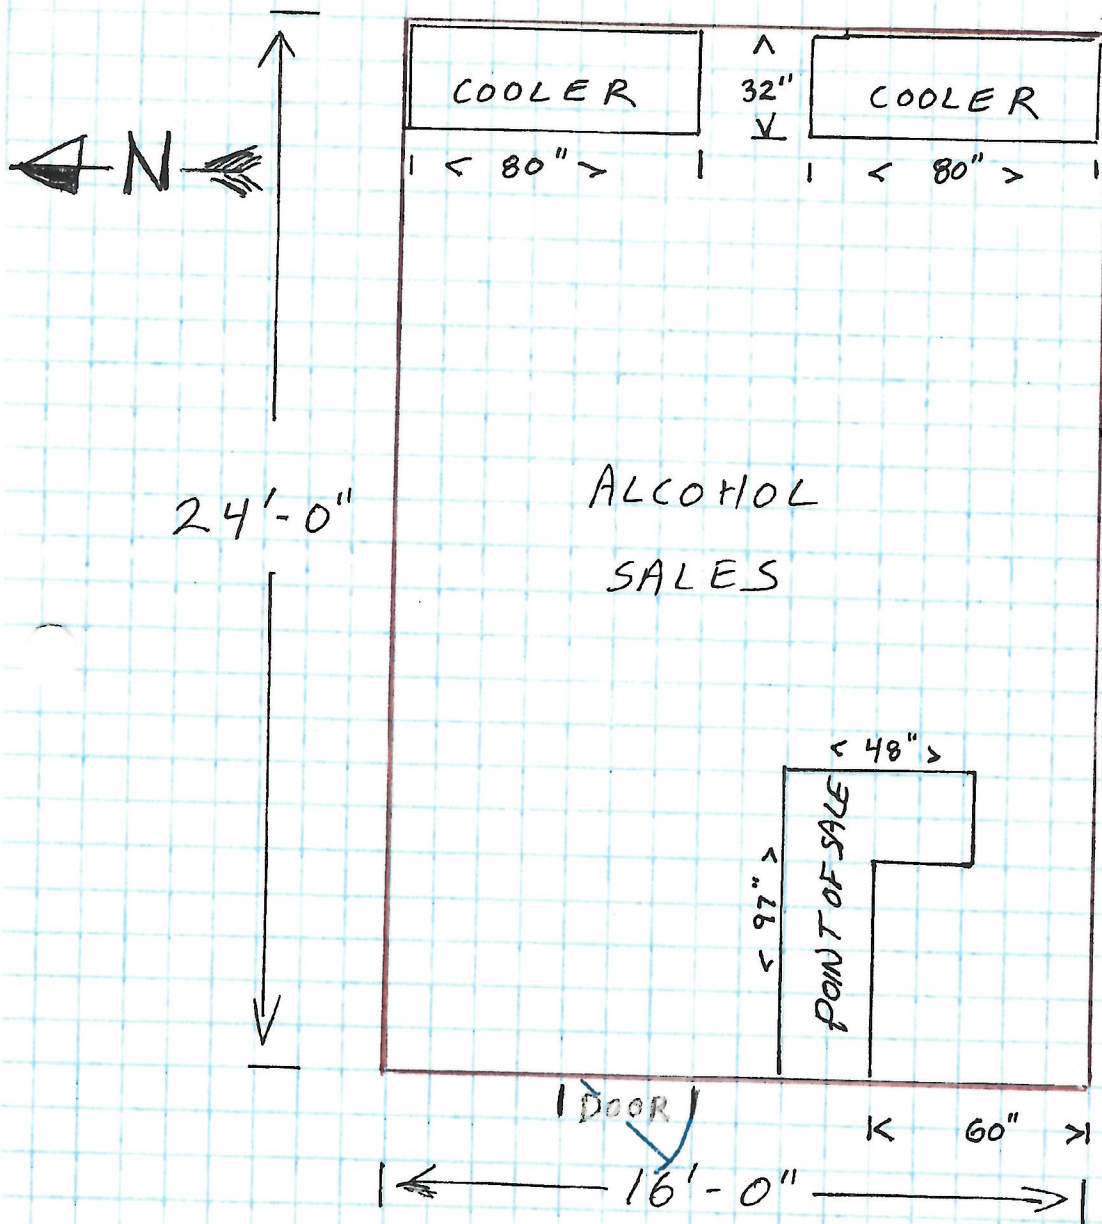 COOLER
32"
COOLER
< 80" >
< 80" >
N
24'-0"
ALCOHOL
SALES
< 48" >
< 97" >
POINT OF SALE
DOOR
60"
16'-0"